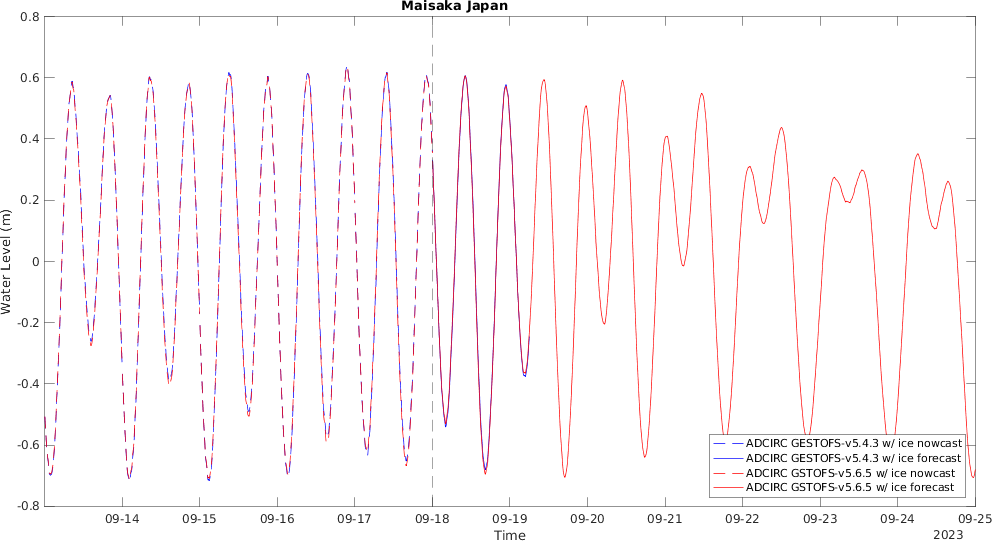 Maisaka Japan
0.8
0.6
0.4
0.2
0
-0.2
-0.4
-0.6
-0.8
Water Level (m)
ADCIRC GESTOFS-v5.4.3 w/ ice nowcast
ADCIRC GESTOFS-v5.4.3 w/ ice forecast
ADCIRC GSTOFS-v5.6.5 w/ ice nowcast
ADCIRC GSTOFS-v5.6.5 w/ ice forecast
09-14 09-15 09-16 09-17 09-18 09-19 09-20 09-21 09-22 09-23 09-24 09-25
Time
2023